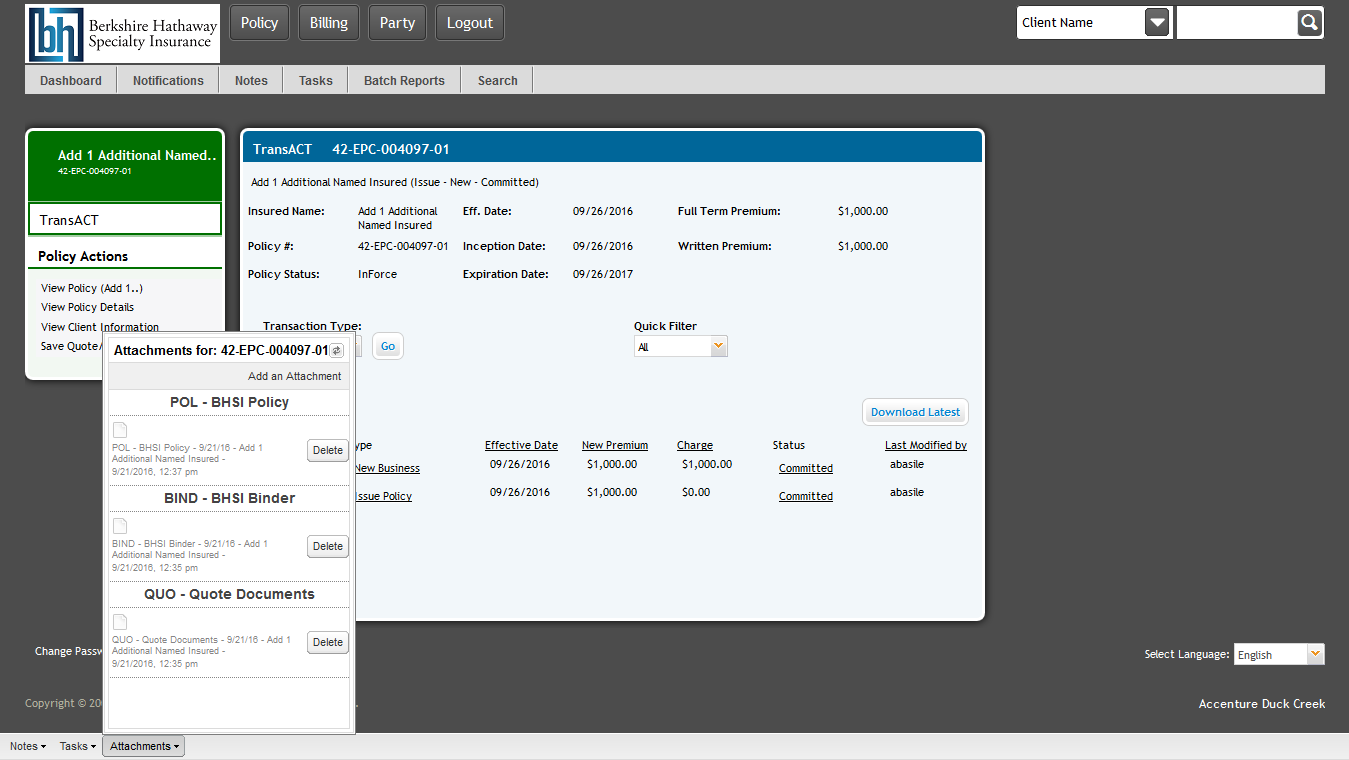 bh Berkshire Hathaway
Specialty Insurance
Policy Billing Party Logout
Client Name
Dashboard Notifications Notes Tasks Batch Reports Search
Add 1 Additional Named..
42-EPC-004097-01
TransACT
Policy Actions
View Policy (Add 1..)
View Policy Details
View Client Information
Save Quote/
TransACT 42-EPC-004097-01
Add 1 Additional Named Insured (Issue - New - Committed)
Insured Name: Add 1 Additional Eff. Date: 09/26/2016 Full Term Premium: $1,000.00
Named Insured
Policy #: 42-EPC-004097-01 Inception Date: 09/26/2016 Written Premium: $1,000.00
Policy Status: InForce Expiration Date: 09/26/2017
Transaction Type: Quick Filter
Go All
Download Latest
ype Effective Date New Premium Charge Status Last Modified by
New Business 09/26/2016 $1,000.00 $1,000.00 Committed abasile
Issue Policy 09/26/2016 $1,000.00 $0.00 Committed abasile
Attachments for: 42-EPC-004097-01
Add an Attachment
POL - BHSI Policy
POL - BHSI Policy - 9/21/16 - Add 1
Additional Named Insured -
9/21/2016, 12:37 pm
Delete
BIND - BHSI Binder
BIND - BHSI Binder - 9/21/16 - Add 1
Additional Named Insured -
9/21/2016, 12:35 pm
Delete
QUO - Quote Documents
QUO - Quote Documents - 9/21/16 - Add 1
Additional Named Insured -
9/21/2016, 12:35 pm
Delete
Change Passw
Select Language: English
Copyright © 20
Accenture Duck Creek
Notes Tasks Attachments